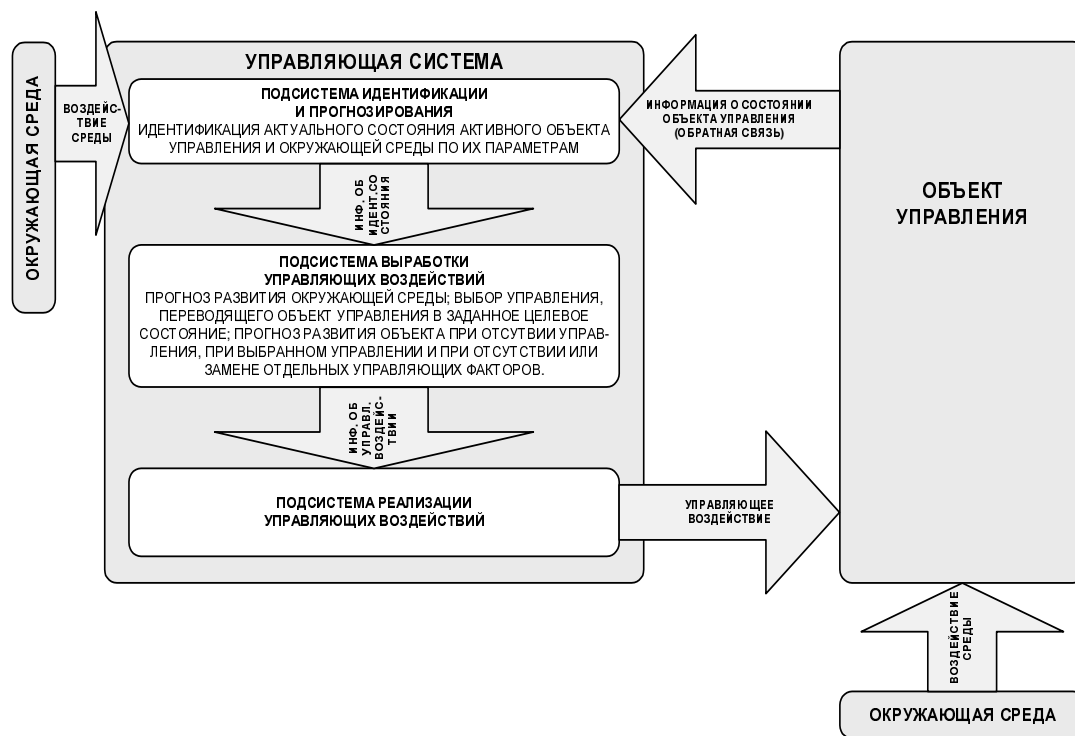 УПРАВЛЯЮЩАЯ СИСТЕМА
ОКРУЖАЮЩАЯ СРЕДА
ВОЗДЕЙС-
ТВИЕ
СРЕДЫ
ПОДСИСТЕМА ИДЕНТИФИКАЦИИ
И ПРОГНОЗИРОВАНИЯ
ИДЕНТИФИКАЦИЯ АКТУАЛЬНОГО СОСТОЯНИЯ АКТИВНОГО ОБЪЕКТА
УПРАВЛЕНИЯ И ОКРУЖАЮЩЕЙ СРЕДЫ ПО ИХ ПАРАМЕТРАМ
ИНФОРМАЦИЯ О СОСТОЯНИИ
ОБЪЕКТА УПРАВЛЕНИЯ
(ОБРАТНАЯ СВЯЗЬ)
ОБЪЕКТ
УПРАВЛЕНИЯ
ИНФ. ОБ
ИДЕНТ.СО
СТОЯНИЯ
ПОДСИСТЕМА ВЫРАБОТКИ
УПРАВЛЯЮЩИХ ВОЗДЕЙСТВИЙ
ПРОГНОЗ РАЗВИТИЯ ОКРУЖАЮЩЕЙ СРЕДЫ; ВЫБОР УПРАВЛЕНИЯ,
ПЕРЕВОДЯЩЕГО ОБЪЕКТ УПРАВЛЕНИЯ В ЗАДАННОЕ ЦЕЛЕВОЕ
СОСТОЯНИЕ; ПРОГНОЗ РАЗВИТИЯ ОБЪЕКТА ПРИ ОТСУТВИИ УПРАВ-
ЛЕНИЯ, ПРИ ВЫБРАННОМ УПРАВЛЕНИИ И ПРИ ОТСУТСТВИИ ИЛИ
ЗАМЕНЕ ОТДЕЛЬНЫХ УПРАВЛЯЮЩИХ ФАКТОРОВ.
ИНФ. ОБ
УПРАВЛ.
ВОЗДЕЙС-
ТВИИ
ПОДСИСТЕМА РЕАЛИЗАЦИИ
УПРАВЛЯЮЩИХ ВОЗДЕЙСТВИЙ
УПРАВЛЯЮЩЕЕ
ВОЗДЕЙСТВИЕ
ВОЗДЕЙСТВИЕ
СРЕДЫ
ОКРУЖАЮЩАЯ СРЕДА